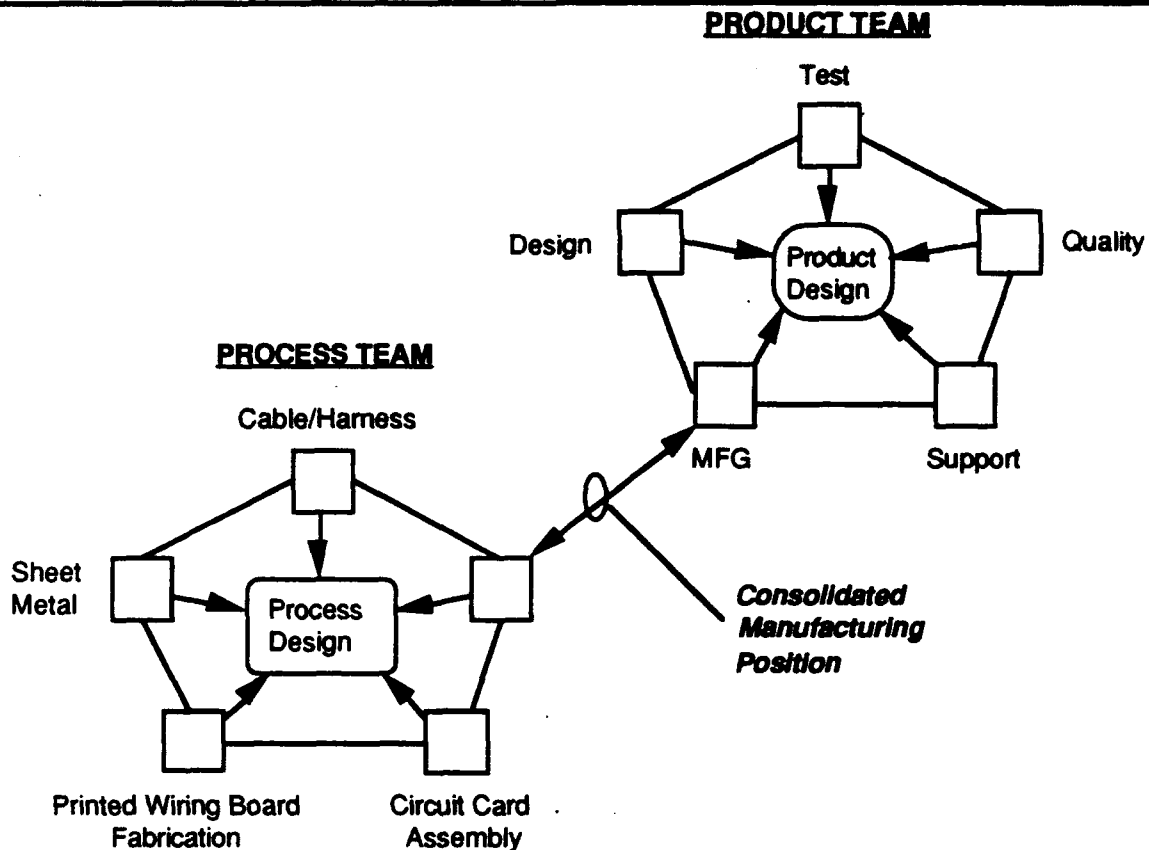 PRODUCT TEAM
Test
Design
Quality
Product
Design
MFG
Support
PROCESS TEAM
Cable/Harness
Sheet
Metal
Process
Design
Printed Wiring Board
Fabrication
Circuit Card
Assembly
Consolidated
Manufacturing
Position